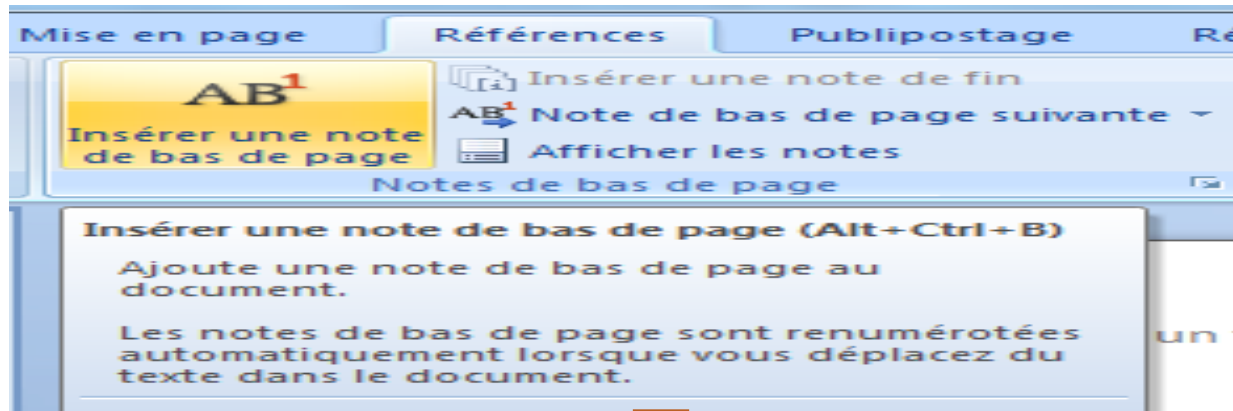 Mise en page Références Publipostage Ré
AB¹ Insérer une note de fin
AB¹ Note de bas de page suivante
Insérer une note
de bas de page Afficher les notes
Notes de bas de page
Insérer une note de bas de page (Alt+Ctrl+B)
Ajoute une note de bas de page au
document.
Les notes de bas de page sont renumérotées
un
automatiquement lorsque vous déplacez du
texte dans le document.